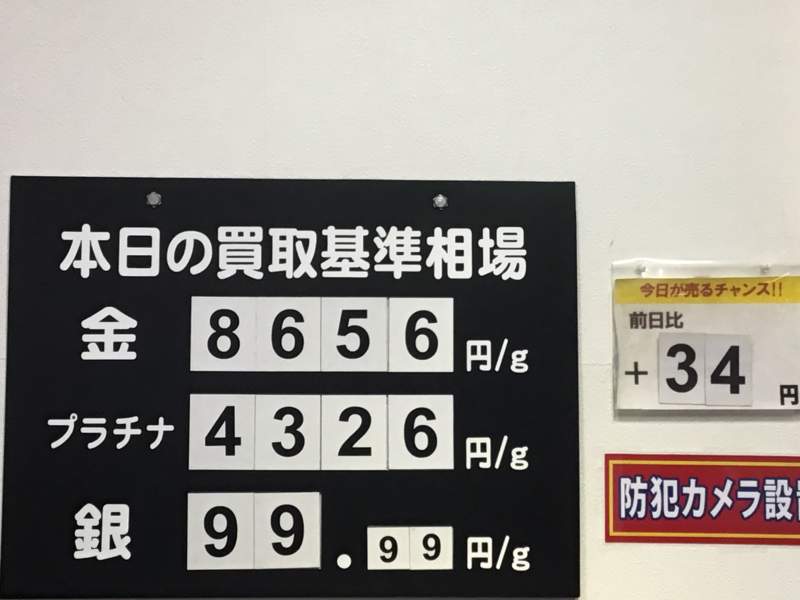 本日の買取基準相場
金 8656 円/g
プラチナ 4326 円/g
銀 99.99 円/g
今日が売るチャンス!!
前日比
+34 円
防犯カメラ設